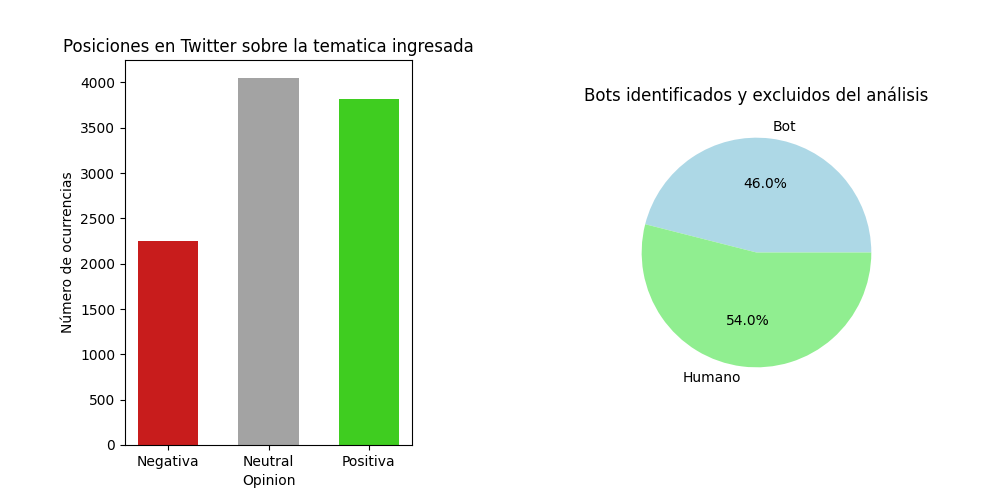 Posiciones en Twitter sobre la tematica ingresada
Número de ocurrencias
4000
3500
3000
2500
2000
1500
1000
500
0
Negativa
Neutral
Positiva
Opinion
Bots identificados y excluidos del análisis
Bot
46.0%
54.0%
Humano